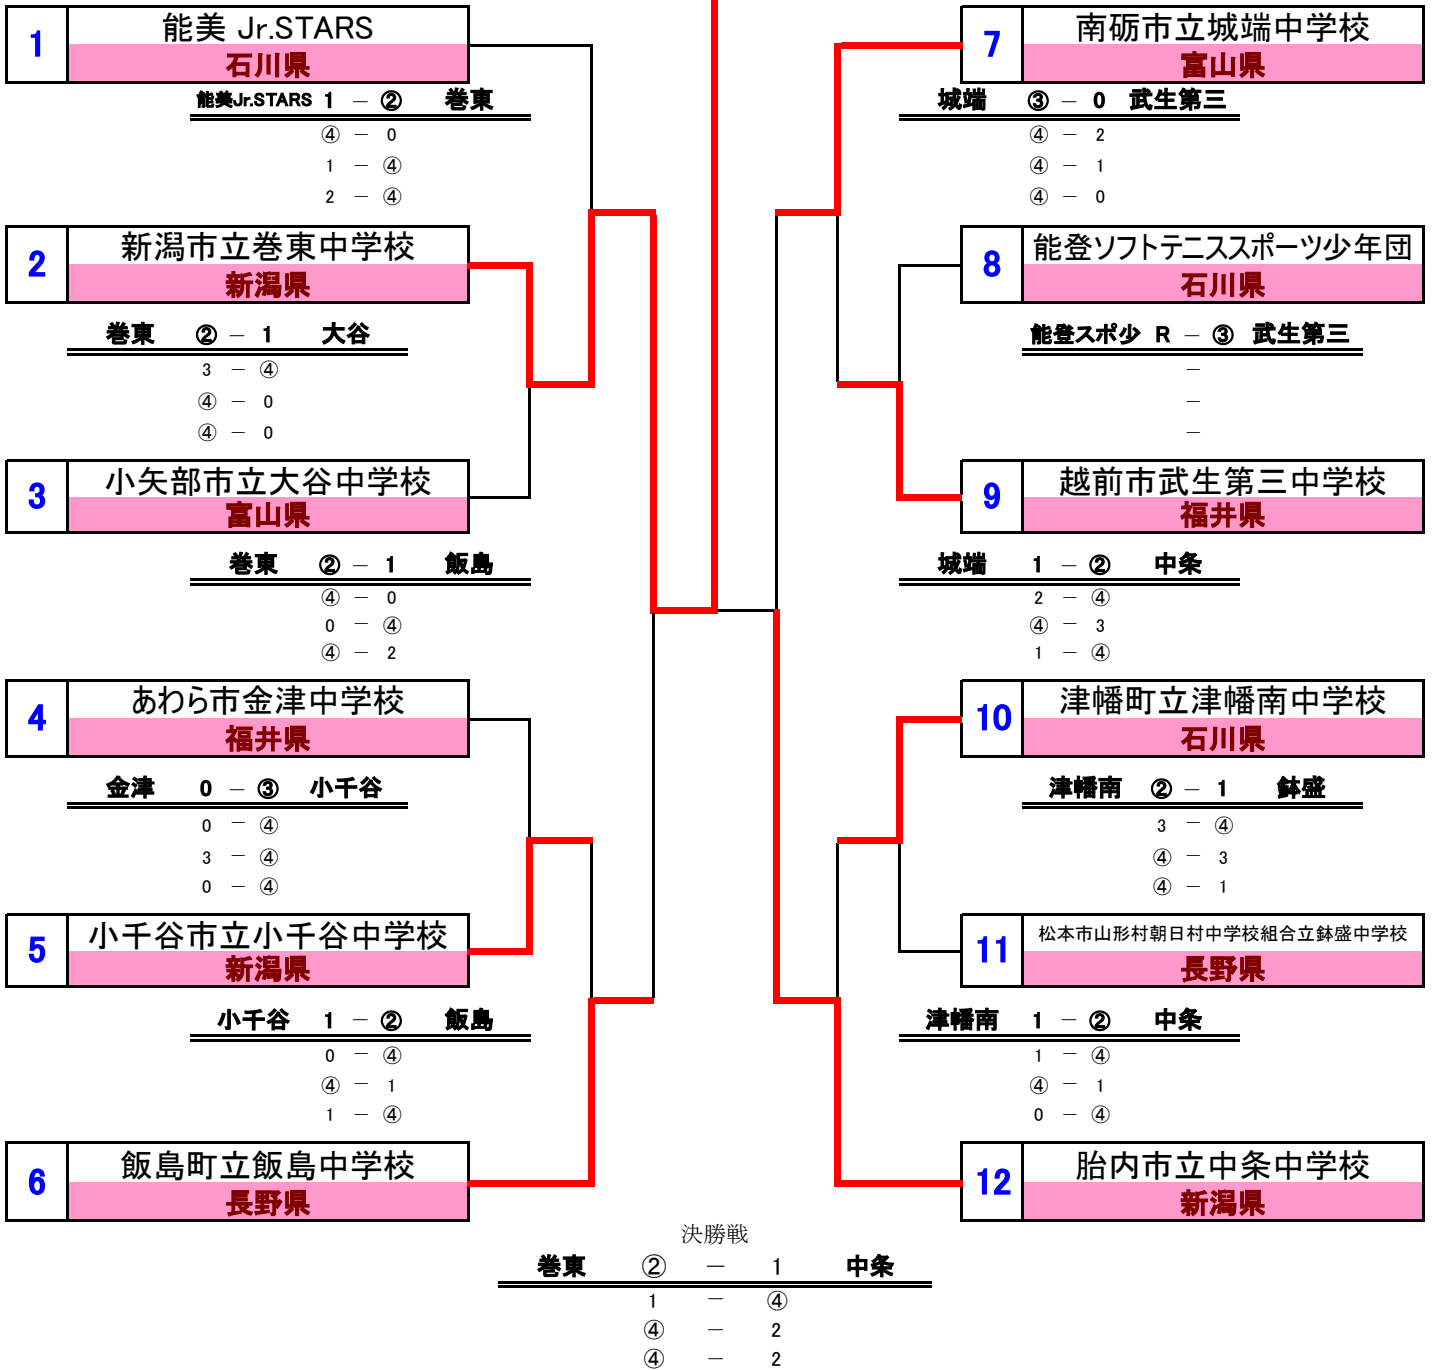 1 能美 Jr.STARS
石川県
能美Jr.STARS 1 － ② 巻東
④ － 0
1 － ④
2 － ④
2 新潟市立巻東中学校
新潟県
巻東 ② － 1 大谷
3 － ④
④ － 0
④ － 0
3 小矢部市立大谷中学校
富山県
巻東 ② － 1 飯島
④ － 0
0 － ④
④ － 2
4 あわら市金津中学校
福井県
金津 0 － ③ 小千谷
0 － ④
3 － ④
0 － ④
5 小千谷市立小千谷中学校
新潟県
小千谷 1 － ② 飯島
0 － ④
④ － 1
1 － ④
6 飯島町立飯島中学校
長野県
7 南砺市立城端中学校
富山県
城端 ③ － 0 武生第三
④ － 2
④ － 1
④ － 0
8 能登ソフトテニススポーツ少年団
石川県
能登スポ少 R － ③ 武生第三
－
－
－
9 越前市武生第三中学校
福井県
城端 1 － ② 中条
2 － ④
④ － 3
1 － ④
10 津幡町立津幡南中学校
石川県
津幡南 ② － 1 鉢盛
3 － ④
④ － 3
④ － 1
11 松本市山形村朝日村中学校組合立鉢盛中学校
長野県
津幡南 1 － ② 中条
1 － ④
④ － 1
0 － ④
12 胎内市立中条中学校
新潟県
決勝戦
巻東 ② － 1 中条
1 － ④
④ － 2
④ － 2